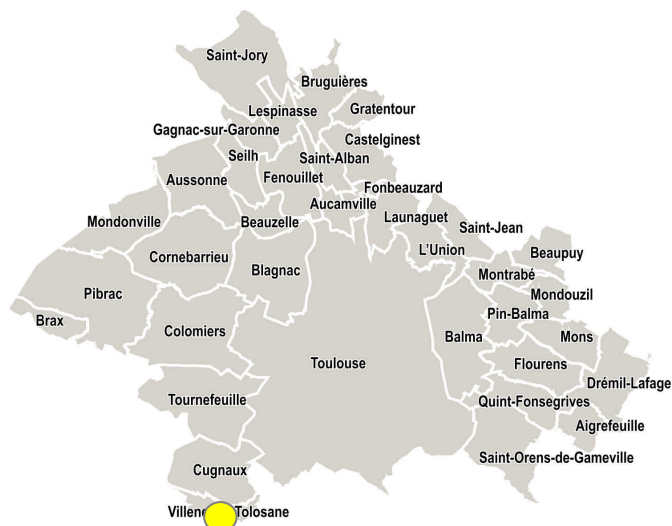 Saint-Jory
Bruguières
Lespinasse
Gratentour
Gagnac-sur-Garonne
Castelginest
Seilh
Saint-Alban
Aussonne
Fenouillet
Fonbeauzard
Aucamville
Mondonville
Beauzelle
Launaguet
Saint-Jean
L'Union
Beaupuy
Cornebarrieu
Blagnac
Montrabé
Pibrac
Mondouzil
Pin-Balma
Brax
Colomiers
Balma
Mons
Toulouse
Flourens
Drémil-Lafage
Tournefeuille
Quint-Fonsegrives
Aigrefeuille
Saint-Orens-de-Gameville
Cugnaux
Tolosane